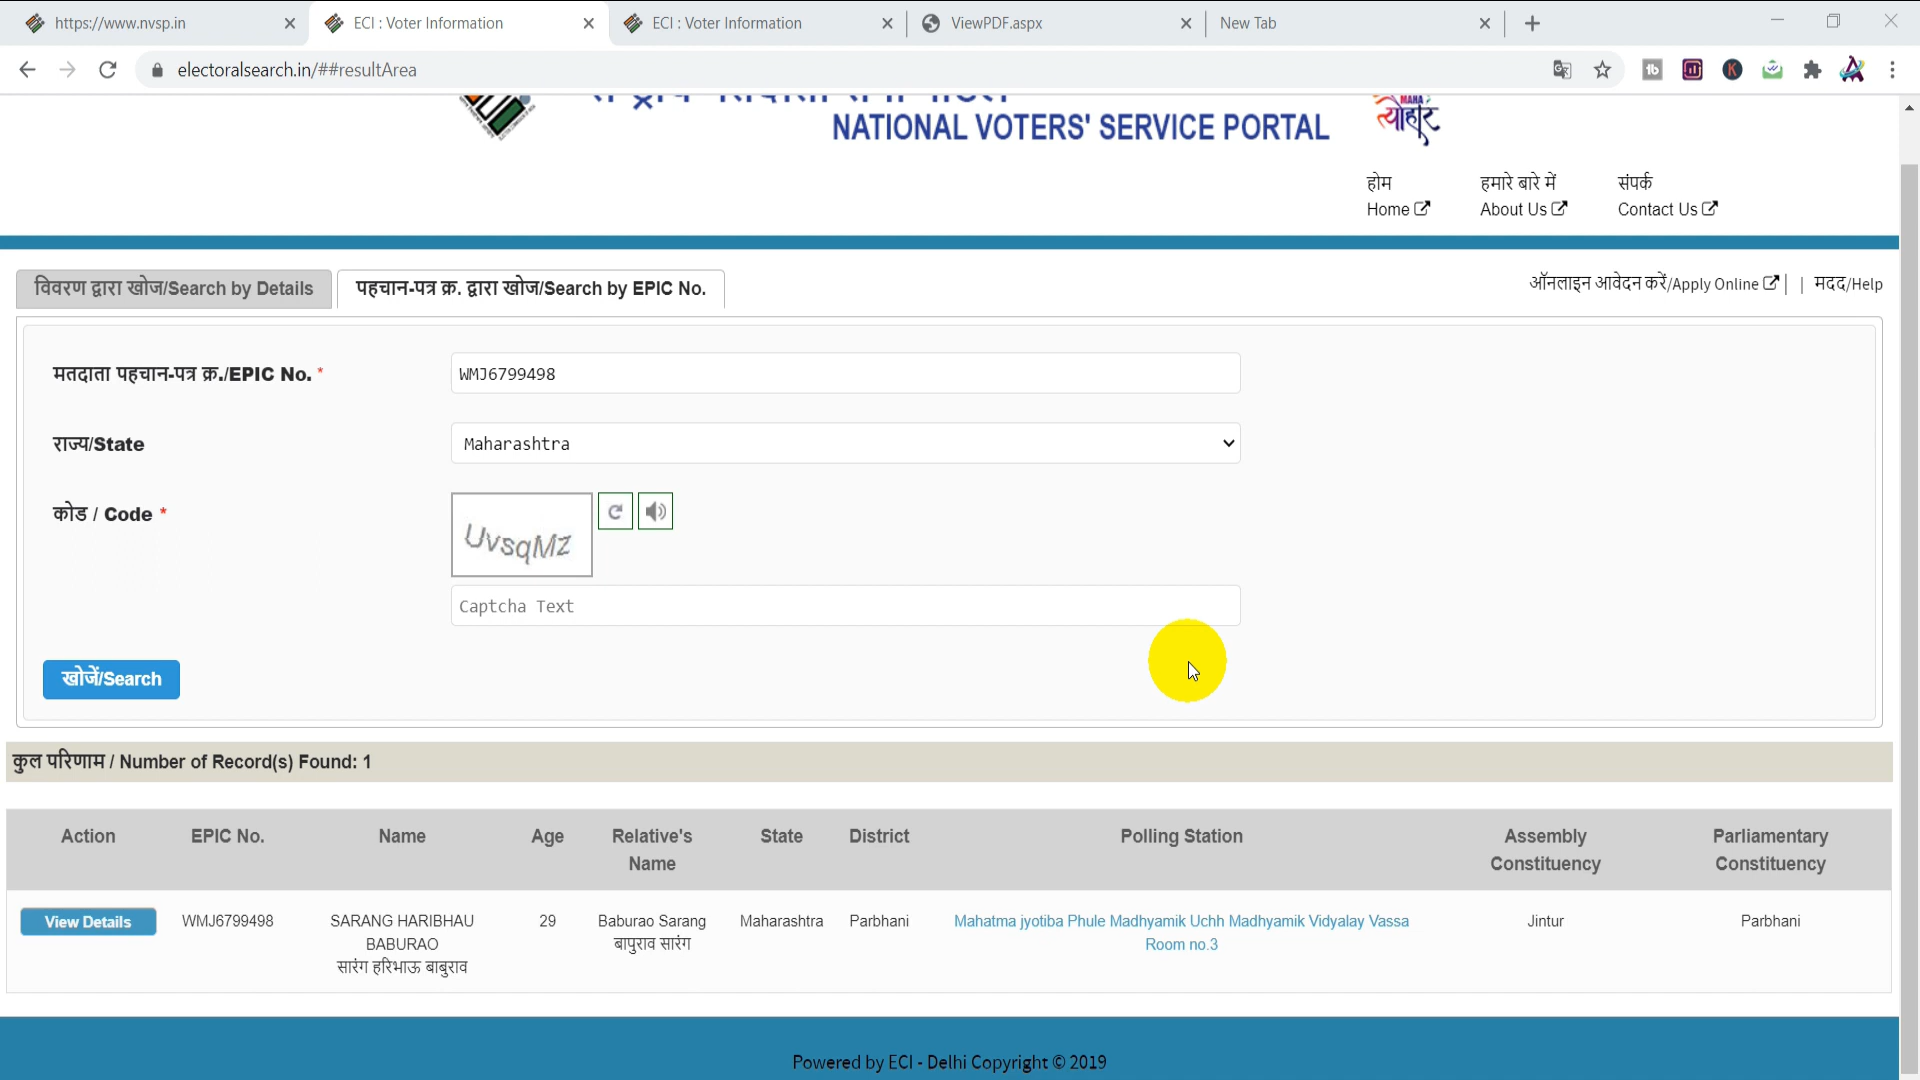 https://www.nvsp.in
ECI : Voter Information
ECI : Voter Information
ViewPDF.aspx
New Tab
electoralsearch.in/##resultArea
NATIONAL VOTERS' SERVICE PORTAL
MAHA
त्योहार
होम
Home
हमारे बारे में
About Us
संपर्क
Contact Us
विवरण द्वारा खोज/Search by Details
पहचान-पत्र क्र. द्वारा खोज/Search by EPIC No.
ऑनलाइन आवेदन करें/Apply Online | | मदद/Help
मतदाता पहचान-पत्र क्र./EPIC No. *
WMJ6799498
राज्य/State
Maharashtra
कोड / Code *
UvsqMz
Captcha Text
खोजें/Search
कुल परिणाम / Number of Record(s) Found: 1
Action EPIC No. Name Age Relative's Name State District Polling Station Assembly Constituency Parliamentary Constituency
View Details WMJ6799498 SARANG HARIBHAU BABURAO 29 Baburao Sarang Maharashtra Parbhani Mahatma jyotiba Phule Madhyamik Uchh Madhyamik Vidyalay Vassa Room no.3 Jintur Parbhani
सारंग हरिभाऊ बाबुराव बापुराव सारंग
Powered by ECI - Delhi Copyright © 2019